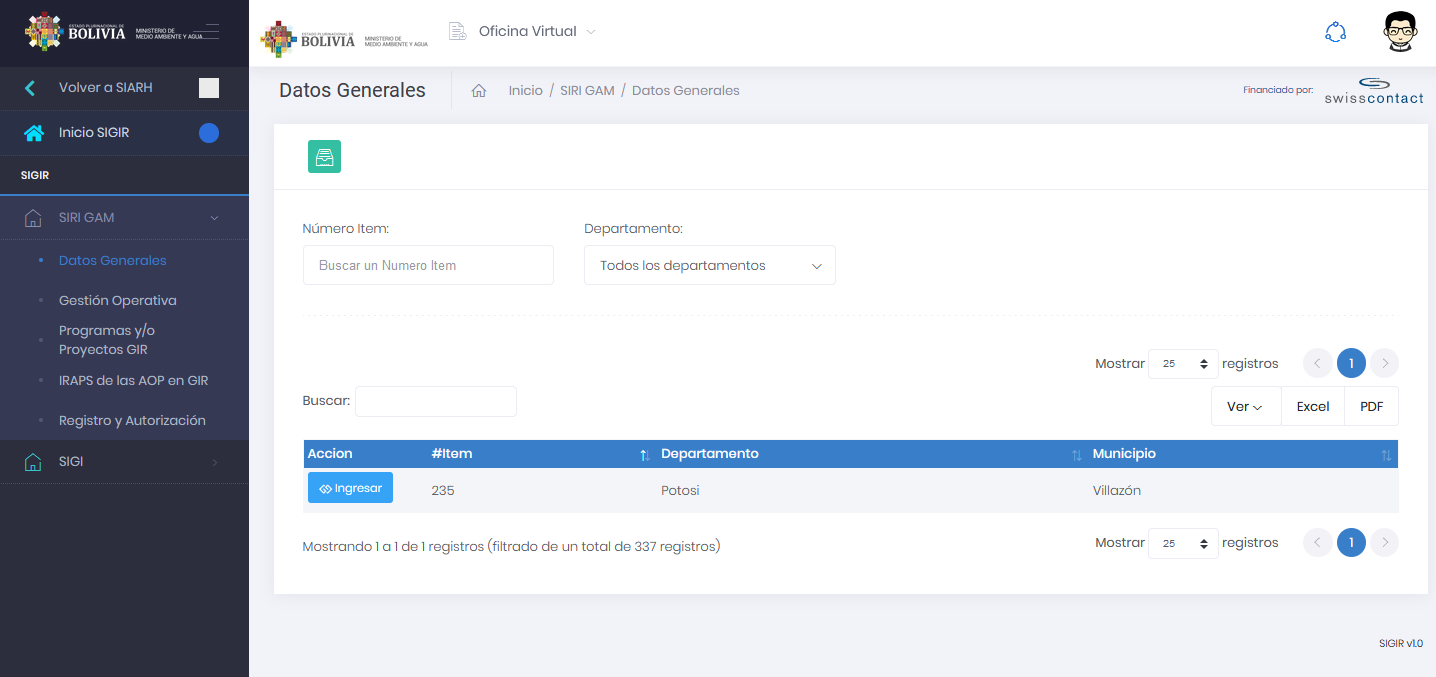 ESTADO PLURINACIONAL DE
BOLIVIA
MINISTERIO DE
MEDIO AMBIENTE Y AGUA
Volver a SIARH
Inicio SIGIR
SIGIR
SIRI GAM
Datos Generales
Gestión Operativa
Programas y/o
Proyectos GIR
IRAPS de las AOP en GIR
Registro y Autorización
SIGI
ESTADO PLURINACIONAL DE
BOLIVIA
MINISTERIO DE
MEDIO AMBIENTE Y AGUA
Oficina Virtual
Datos Generales
Inicio / SIRI GAM / Datos Generales
Financiado por:
swisscontact
Número Item:
Departamento:
Buscar un Numero Item
Todos los departamentos
Mostrar 25 registros
1
Buscar:
Ver Excel PDF
Accion #Item Departamento Municipio
Ingresar 235 Potosi Villazón
Mostrando 1 a 1 de 1 registros (filtrado de un total de 337 registros)
Mostrar 25 registros
1
SIGIR v1.0